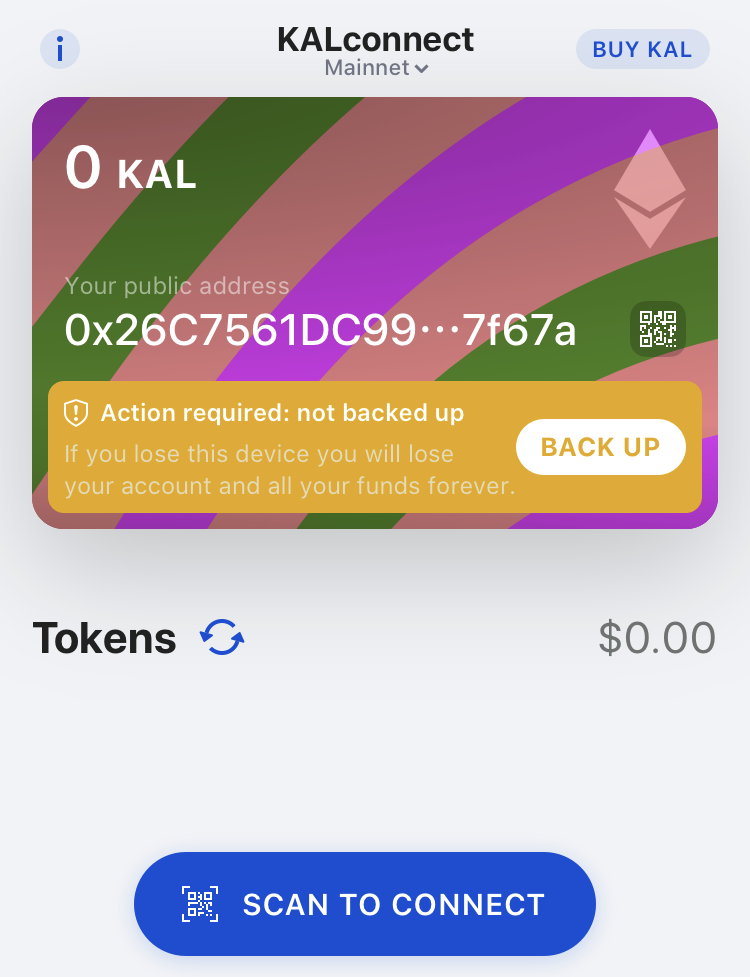 KALconnect
Mainnet
BUY KAL
0 KAL
Your public address
0x26C7561DC99···7f67a
Action required: not backed up
If you lose this device you will lose
your account and all your funds forever.
BACK UP
Tokens
$0.00
SCAN TO CONNECT